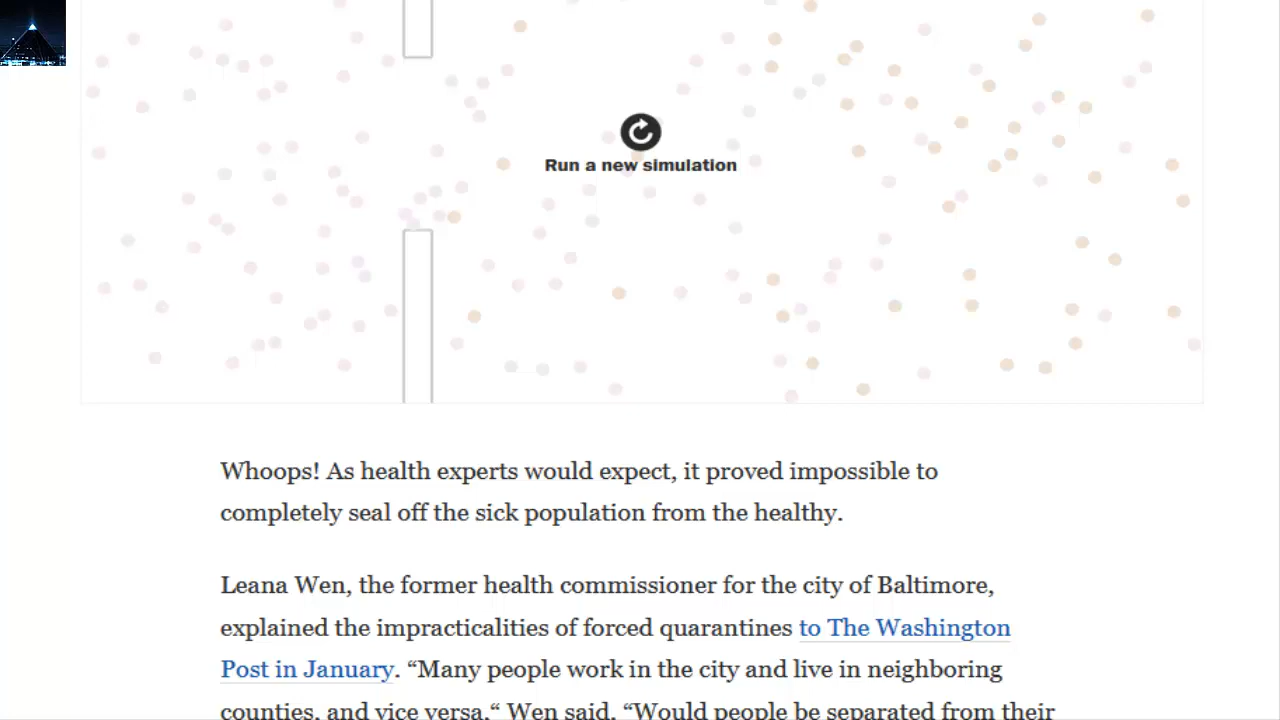 Run a new simulation
Whoops! As health experts would expect, it proved impossible to
completely seal off the sick population from the healthy.
Leana Wen, the former health commissioner for the city of Baltimore,
explained the impracticalities of forced quarantines to The Washington
Post in January. “Many people work in the city and live in neighboring
counties, and vice versa,“ Wen said. “Would people be separated from their